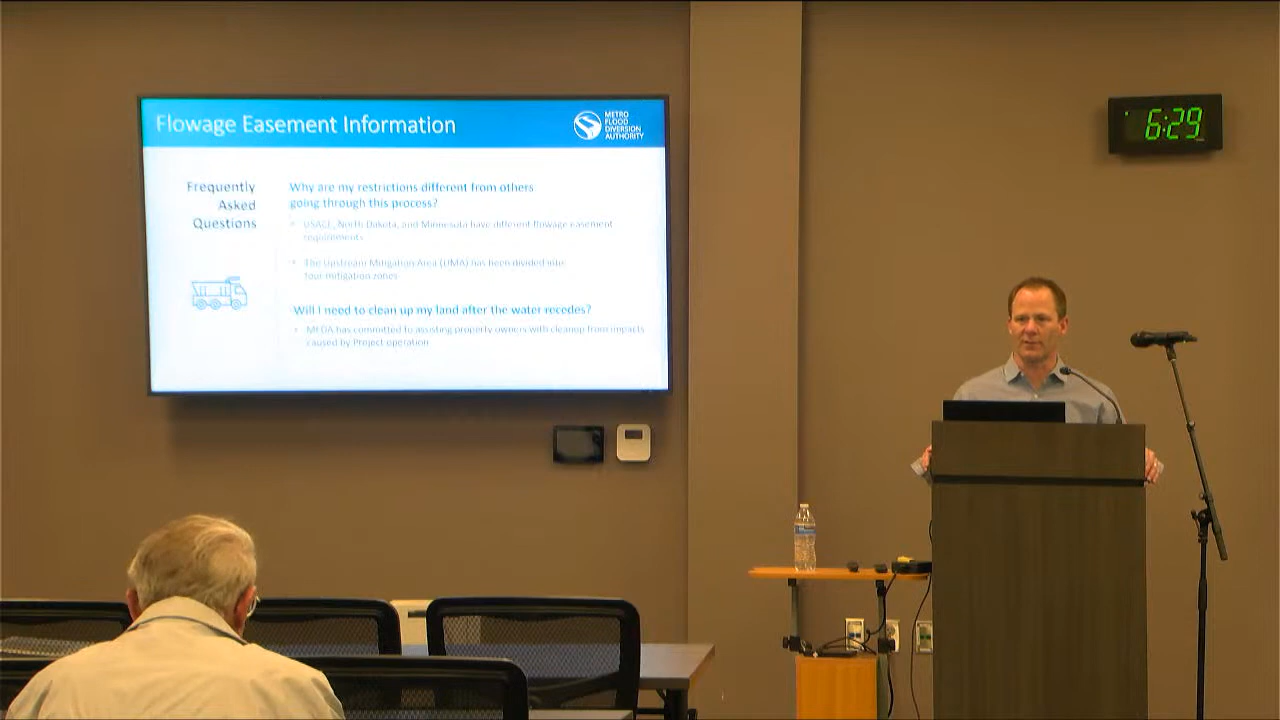 Flowage Easement Information
METRO
FLOOD
DIVERSION
AUTHORITY
Frequently
Asked
Questions
Why are my restrictions different from others
going through this process?
USACE, North Dakota, and Minnesota have different flowage easement
requirements
The Upstream Mitigation Area (UMA) has been divided into
four mitigation zones
Will I need to clean up my land after the water recedes?
MFDA has committed to assisting property owners with cleanup from impacts
caused by Project operation
6:29